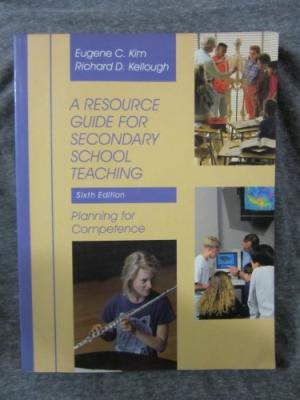 Eugene C. Kim
Richard D. Kellough
A RESOURCE
GUIDE FOR
SECONDARY
SCHOOL
TEACHING
Sixth Edition
Planning for
Competence